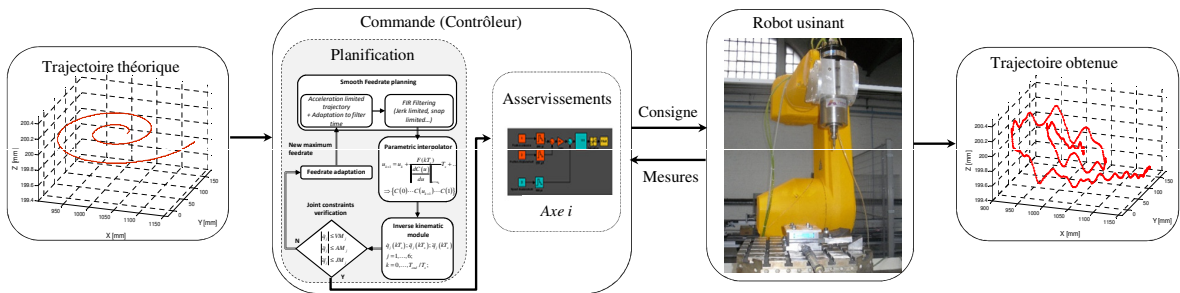 Commande (Contrôleur)
Robot usinant
Planification
Trajectoire théorique
Trajectoire obtenue
Smooth Feedrate planning
Acceleration limited
trajectory
+ Adaptation to filter
time
FIR Filtering
(Jerk limited, snap
limited...)
Asservissements
Consigne
Mesures
New maximum
feedrate
Feedrate adaptation
Parametric interpolator
Joint constraints
verification
N
Y
Inverse kinematic
module
j = 1,...,6;
Axe i
200.4
200.2
200
199.8
199.6
199.4
Z [mm]
950
1000
1050
1100
1150
X [mm]
0
50
100
150
Y [mm]
200.4
200.2
200
199.8
199.6
199.4
Z [mm]
900
950
1000
1050
1100
1150
X [mm]
0
50
100
150
Y [mm]